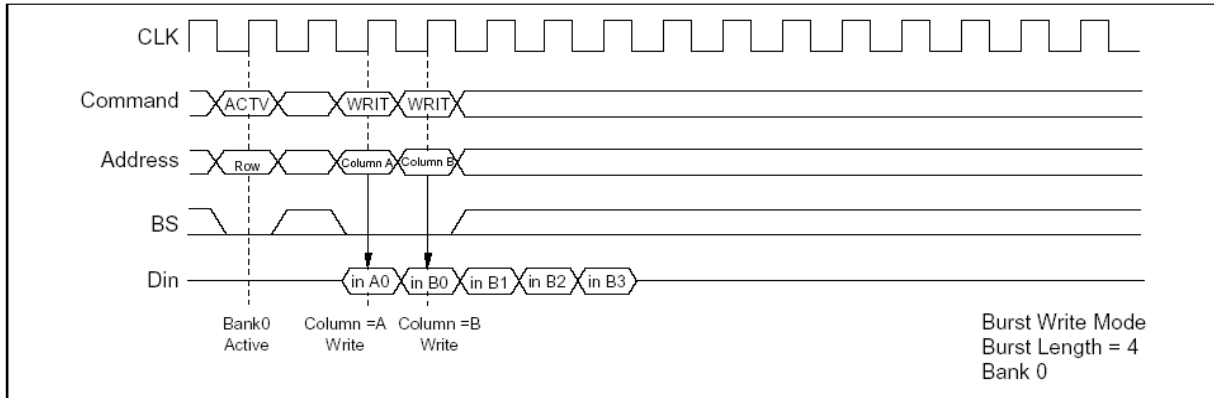 CLK
Command ACTV WRIT WRIT
Address Row Column A Column B
BS
Din in A0 in B0 in B1 in B2 in B3
Bank0 Column =A Column =B
Active Write Write
Burst Write Mode
Burst Length = 4
Bank 0